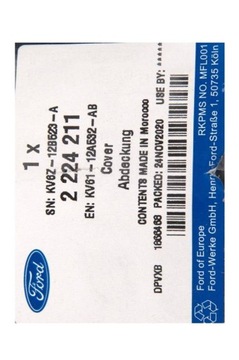 1 x
SN: KV6Z-12B523-A
2 224 211
EN: KV61-12A532-AB
Cover
Abdeckung
CONTENTS MADE IN Morocco
1866468 PACKED: 24NOV2020 USE BY: **-**
DPVXB
RKPMS NO. MFL001
Ford of Europe
Ford-Werke GmbH, Henry-Ford-Straße 1, 50735 Köln
Ford